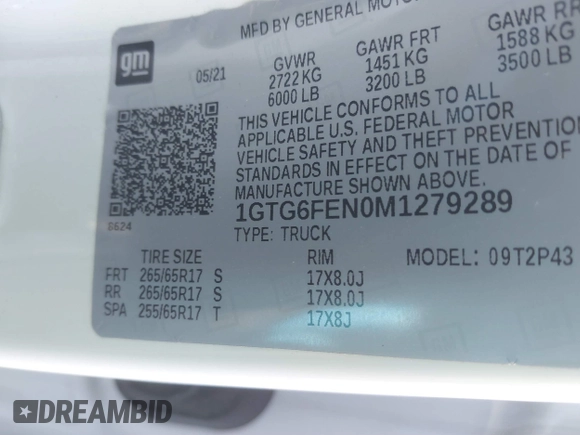 MFD BY GENERAL MOTOR
gm
05/21
GVWR
2722 KG
6000 LB
GAWR FRT
1451 KG
3200 LB
GAWR RR
1588 KG
3500 LB
THIS VEHICLE CONFORMS TO ALL
APPLICABLE U.S. FEDERAL MOTOR
VEHICLE SAFETY AND THEFT PREVENTION
STANDARDS IN EFFECT ON THE DATE OF
MANUFACTURE SHOWN ABOVE.
1GTG6FEN0M1279289
S624
TYPE: TRUCK
MODEL: 09T2P43
TIRE SIZE RIM
FRT 265/65R17 S 17X8.0J
RR 265/65R17 S 17X8.0J
SPA 255/65R17 T 17X8J
DREAMBID